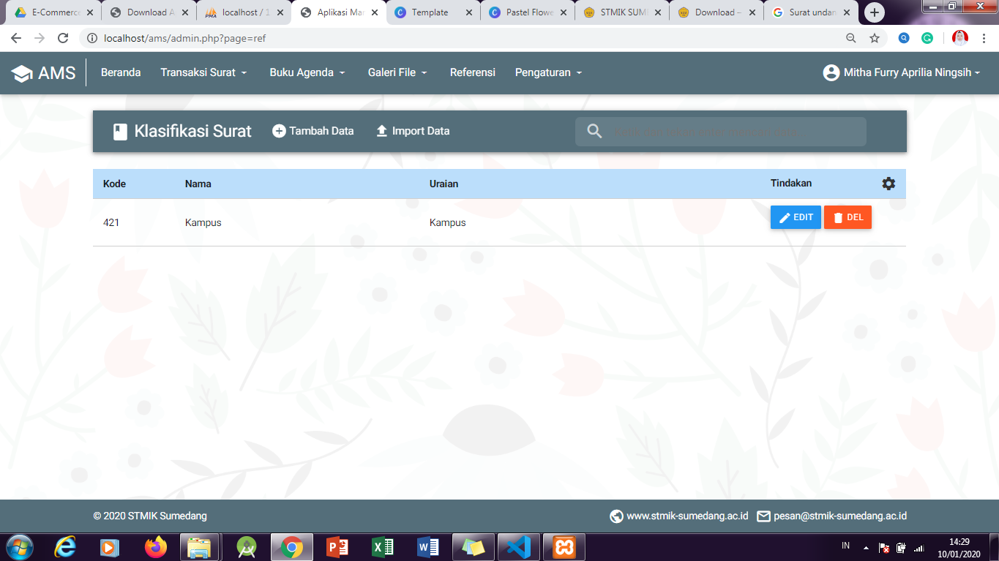 E-Commerce
Download A
localhost / 1
Aplikasi Man
Template
Pastel Flowe
STMIK SUM
Download –
Surat undan
localhost/ams/admin.php?page=ref
AMS
Beranda
Transaksi Surat
Buku Agenda
Galeri File
Referensi
Pengaturan
Mitha Furry Aprilia Ningsih
Klasifikasi Surat
Tambah Data
Import Data
Kode Nama Uraian Tindakan
421 Kampus Kampus EDIT DEL
© 2020 STMIK Sumedang
www.stmik-sumedang.ac.id
pesan@stmik-sumedang.ac.id
IN
14:29
10/01/2020